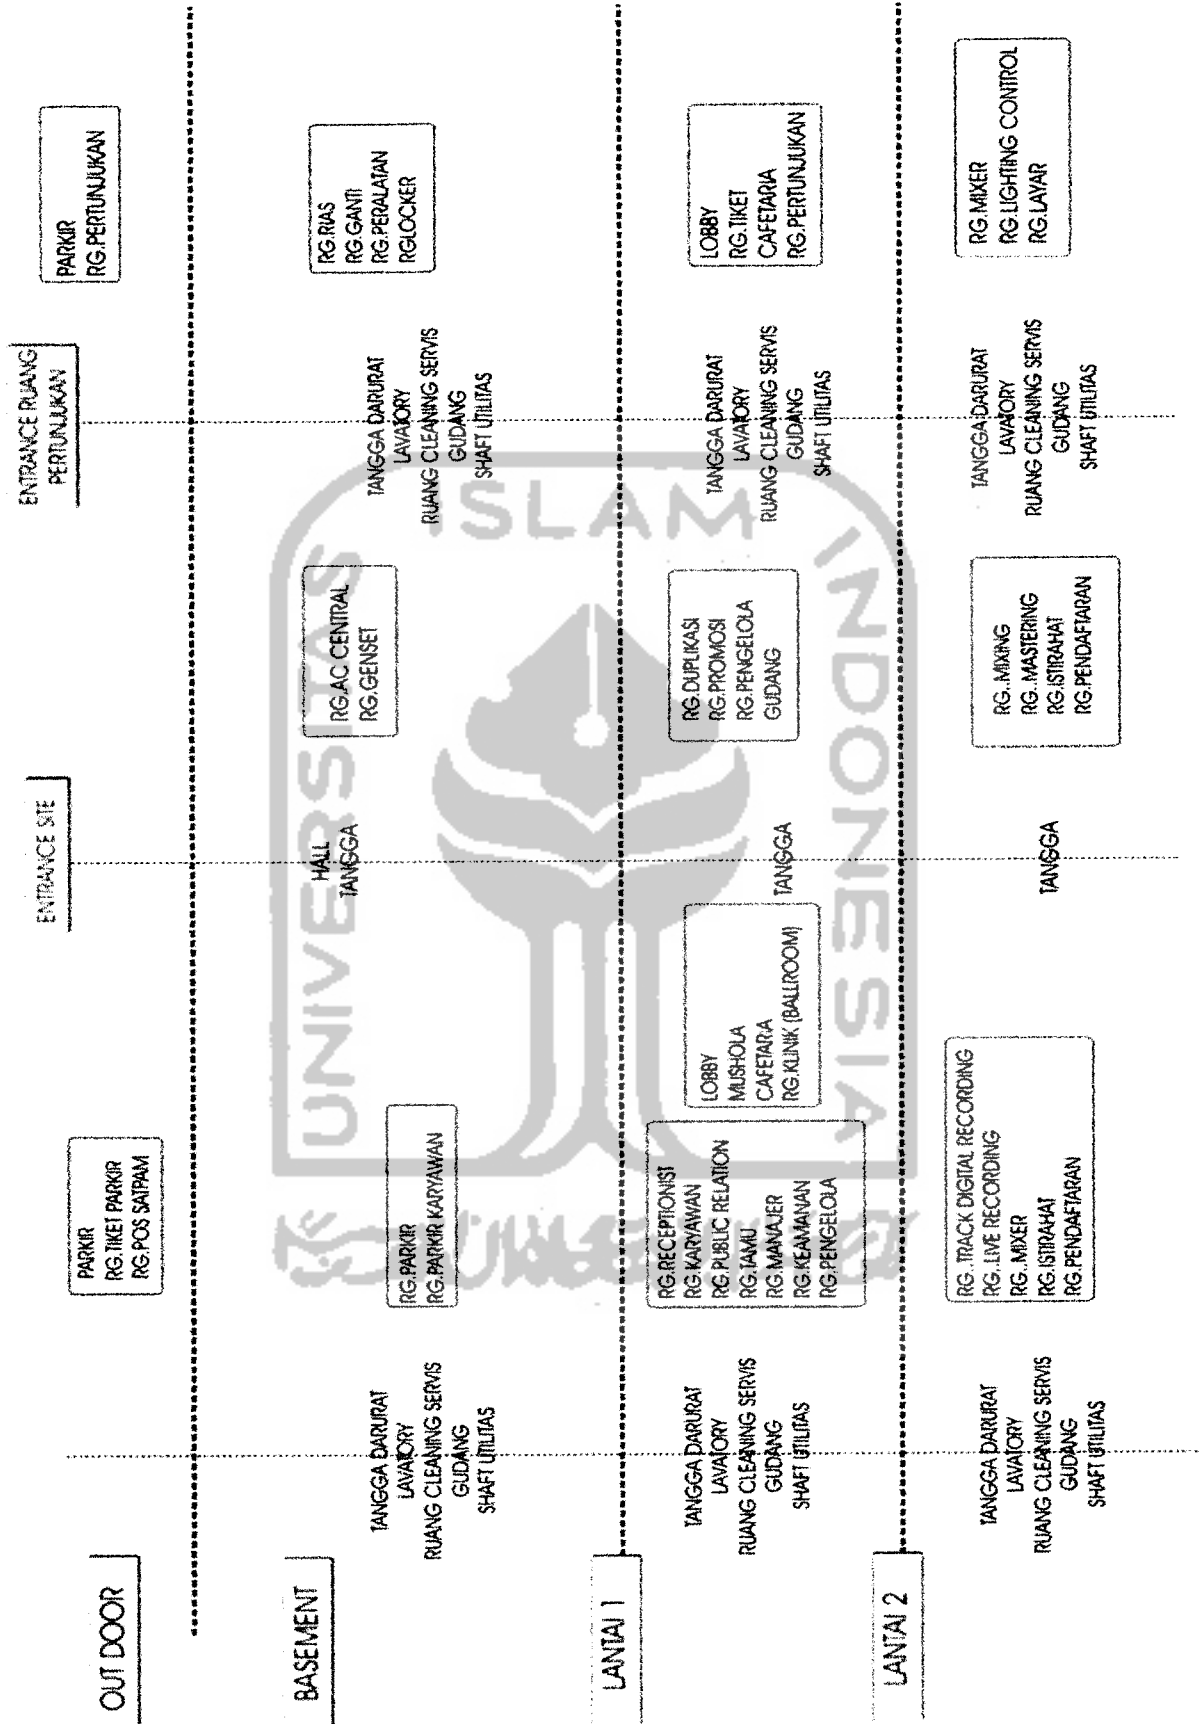 ENTRANCE SITE
ENTRANCE RUANG
PERTUNJUKAN
OUT DOOR
PARKIR
RG.TIKET PARKIR
RG.POS SATPAM
PARKIR
RG.PERTUNJUKAN
BASEMENT
TANGGA DARURAT
LAVATORY
RUANG CLEANING SERVIS
GUDANG
SHAFT UTILITAS
RG.PARKIR
RG.PARKIR KARYAWAN
HALL
TANGGA
RG.AC CENTRAL
RG.GENSET
TANGGA DARURAT
LAVATORY
RUANG CLEANING SERVIS
GUDANG
SHAFT UTILITAS
RG.RIAS
RG.GANTI
RG.PERALATAN
RGLOCKER
LANTAI 1
TANGGA DARURAT
LAVATORY
RUANG CLEANING SERVIS
GUDANG
SHAFT UTILITAS
RG.RECEPTIONIST
RG.KARYAWAN
RG.PUBLIC RELATION
RG.TAMU
RG.MANAJER
RG.KEAMANAN
RG.PENGELOLA
LOBBY
MUSHOLA
CAFETARIA
RG.KLINIK (BALLROOM)
TANGGA
RG.DUPLIKASI
RG.PROMOSI
RG.PENGELOLA
GUDANG
TANGGA DARURAT
LAVATORY
RUANG CLEANING SERVIS
GUDANG
SHAFT UTILITAS
LOBBY
RG.TIKET
CAFETARIA
RG.PERTUNJUKAN
LANTAI 2
TANGGA DARURAT
LAVATORY
RUANG CLEANING SERVIS
GUDANG
SHAFT UTILITAS
RG..TRACK DIGITAL RECORDING
RG..LIVE RECORDING
RG..MIXER
RG.ISTIRAHAT
RG.PENDAFTARAN
TANGGA
RG..MIXING
RG..MASTERING
RG.ISTIRAHAT
RG.PENDAFTARAN
TANGGA DARURAT
LAVATORY
RUANG CLEANING SERVIS
GUDANG
SHAFT UTILITAS
RG.MIXER
RG.LIGHTING CONTROL
RG.LAYAR
UNIVERSITAS
ISLAM
INDONESIA